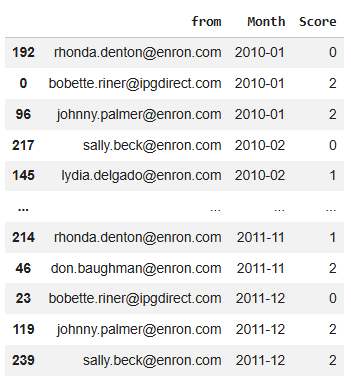 from Month Score
192 rhonda.denton@enron.com 2010-01 0
0 bobette.riner@ipgdirect.com 2010-01 2
96 johnny.palmer@enron.com 2010-01 2
217 sally.beck@enron.com 2010-02 0
145 lydia.delgado@enron.com 2010-02 1
... ... ... ...
214 rhonda.denton@enron.com 2011-11 1
46 don.baughman@enron.com 2011-11 2
23 bobette.riner@ipgdirect.com 2011-12 0
119 johnny.palmer@enron.com 2011-12 2
239 sally.beck@enron.com 2011-12 2